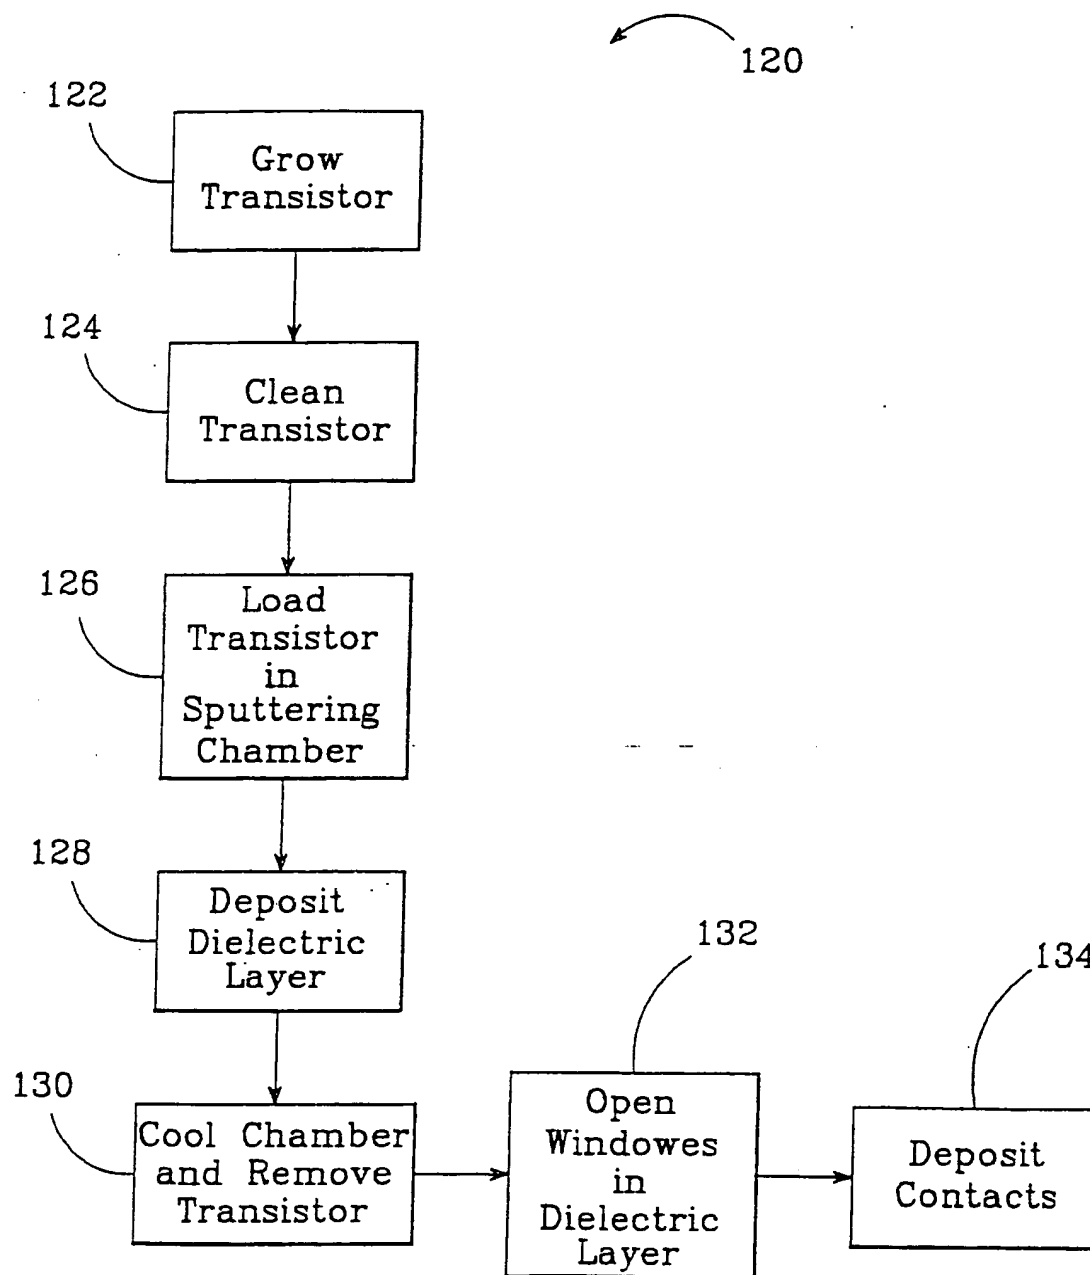 120
122
Grow
Transistor
124
Clean
Transistor
126
Load
Transistor
in
Sputtering
Chamber
128
Deposit
Dielectric
Layer
130
Cool Chamber
and Remove
Transistor
132
Open
Windowes
in
Dielectric
Layer
134
Deposit
Contacts